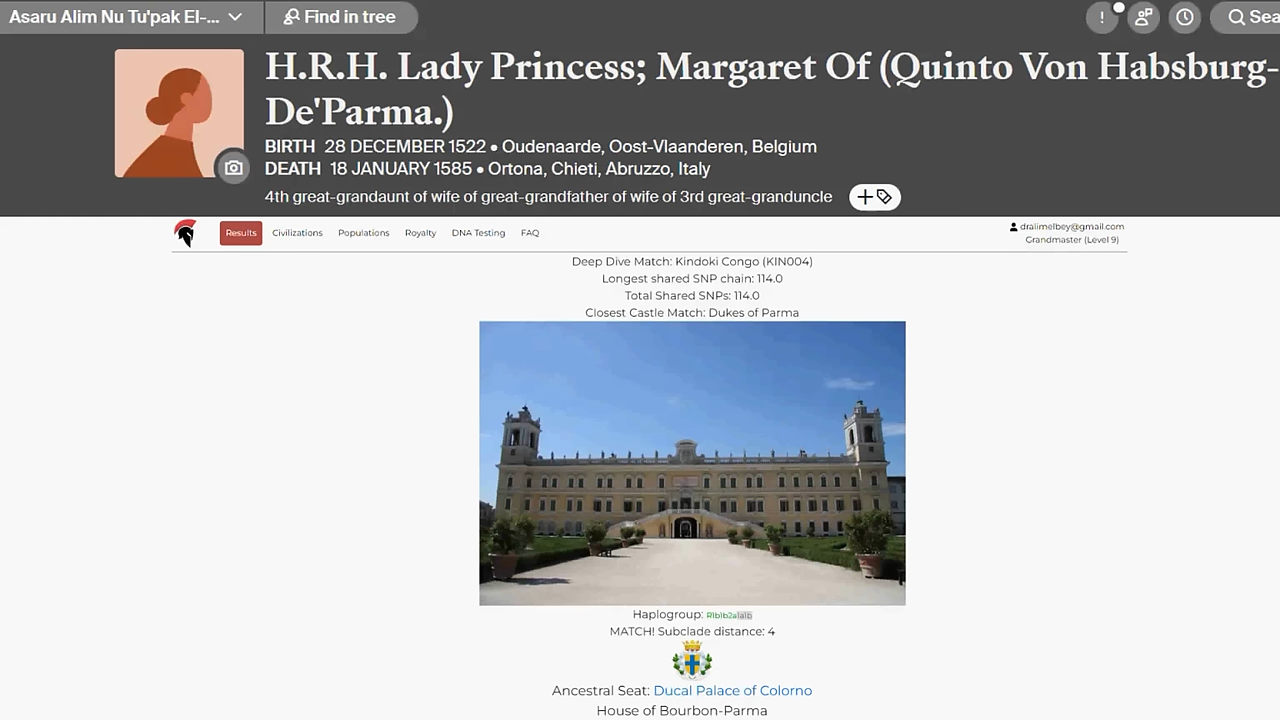 Asaru Alim Nu Tu'pak El-...
Find in tree
Sea
H.R.H. Lady Princess; Margaret Of (Quinto Von Habsburg-
De'Parma.)
BIRTH 28 DECEMBER 1522 • Oudenaarde, Oost-Vlaanderen, Belgium
DEATH 18 JANUARY 1585 • Ortona, Chieti, Abruzzo, Italy
4th great-grandaunt of wife of great-grandfather of wife of 3rd great-granduncle
Results Civilizations Populations Royalty DNA Testing FAQ
dralimelbey@gmail.com
Grandmaster (Level 9)
Deep Dive Match: Kindoki Congo (KIN004)
Longest shared SNP chain: 114.0
Total Shared SNPs: 114.0
Closest Castle Match: Dukes of Parma
Haplogroup: R1b1b2a1a1b
MATCH! Subclade distance: 4
Ancestral Seat: Ducal Palace of Colorno
House of Bourbon-Parma